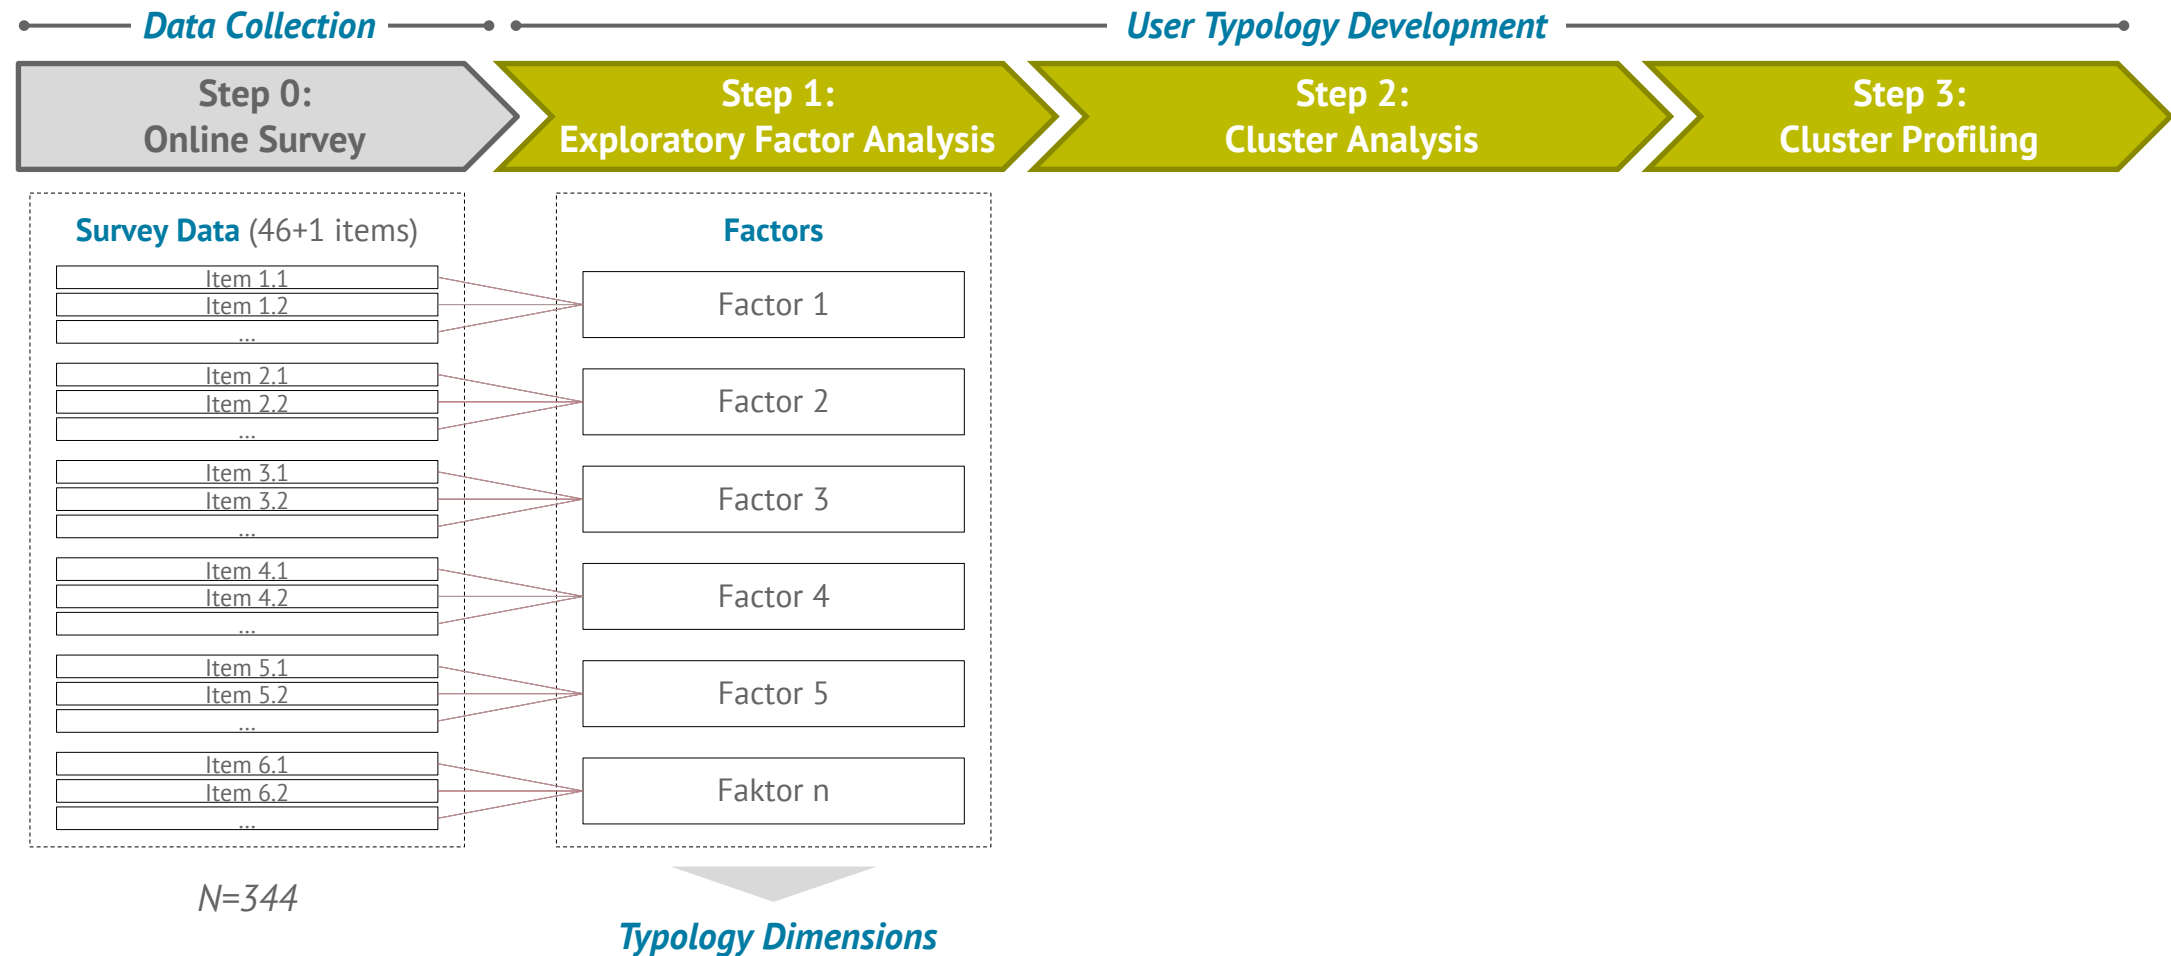 Data Collection
User Typology Development
Step 0:
Online Survey
Step 1:
Exploratory Factor Analysis
Step 2:
Cluster Analysis
Step 3:
Cluster Profiling
Survey Data (46+1 items)
Item 1.1
Item 1.2
...
Item 2.1
Item 2.2
...
Item 3.1
Item 3.2
...
Item 4.1
Item 4.2
...
Item 5.1
Item 5.2
...
Item 6.1
Item 6.2
...
N=344
Factors
Factor 1
Factor 2
Factor 3
Factor 4
Factor 5
Faktor n
Typology Dimensions